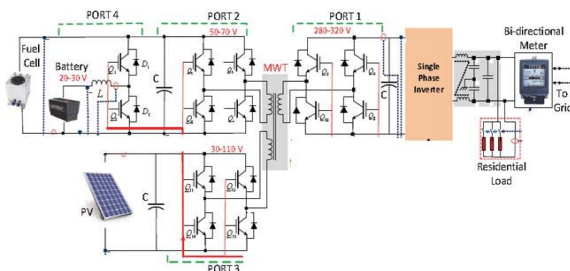 PORT 4
PORT 2
PORT 1
Fuel
Cell
Battery
20-30 V
L
D₁
C
50-70 V
MWT
280-320 V
C
Single
Phase
Inverter
Bi-directional
Meter
To
Grid
Residential
Load
30-110 V
PV
C
PORT 3